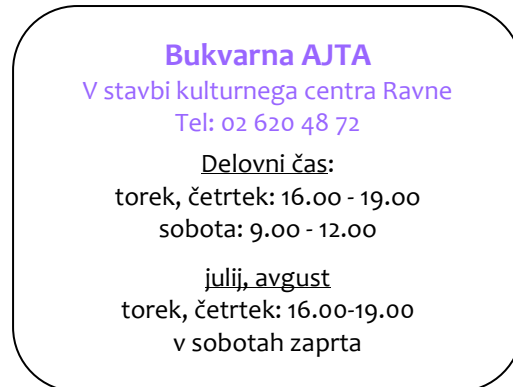 Bukvarna AJTA
V stavbi kulturnega centra Ravne
Tel: 02 620 48 72
Delovni čas:
torek, četrtek: 16.00 - 19.00
sobota: 9.00 - 12.00
julij, avgust
torek, četrtek: 16.00-19.00
v sobotah zaprta